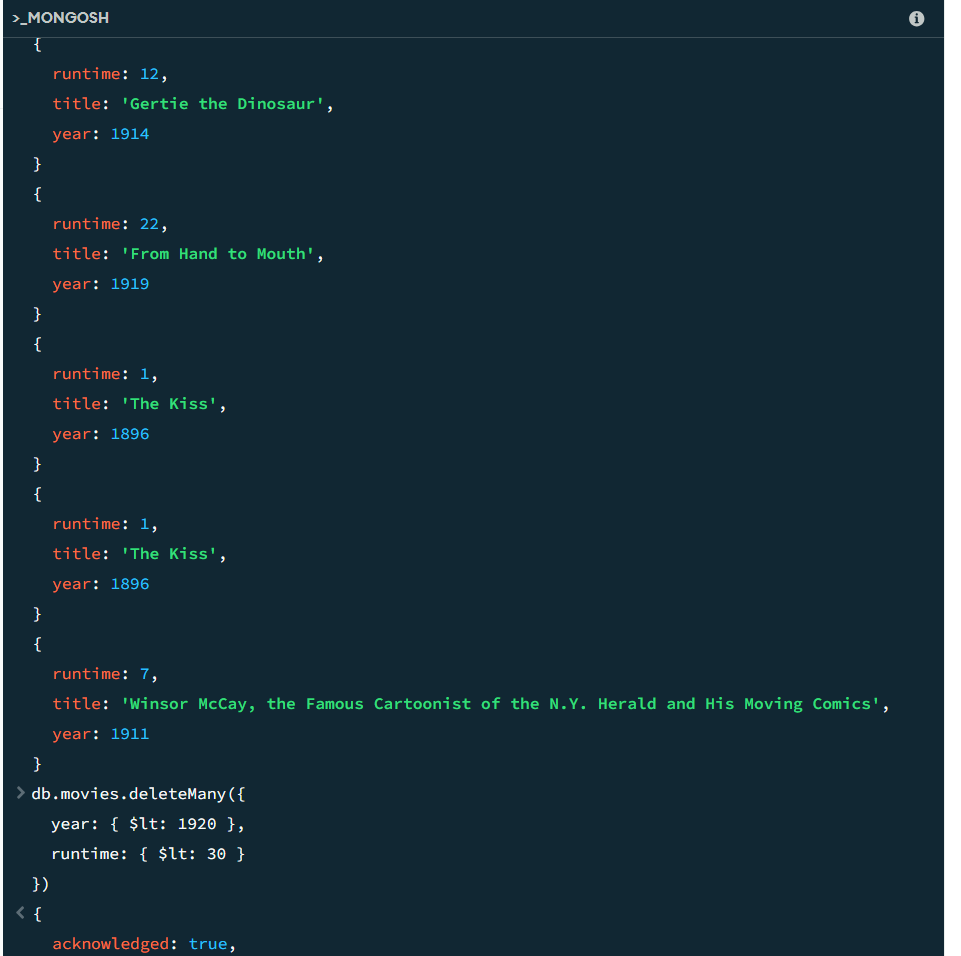 >_MONGOSH
{
runtime: 12,
title: 'Gertie the Dinosaur',
year: 1914
}
{
runtime: 22,
title: 'From Hand to Mouth',
year: 1919
}
{
runtime: 1,
title: 'The Kiss',
year: 1896
}
{
runtime: 1,
title: 'The Kiss',
year: 1896
}
{
runtime: 7,
title: 'Winsor McCay, the Famous Cartoonist of the N.Y. Herald and His Moving Comics',
year: 1911
}
> db.movies.deleteMany({
year: { $lt: 1920 },
runtime: { $lt: 30 }
})
< {
acknowledged: true,